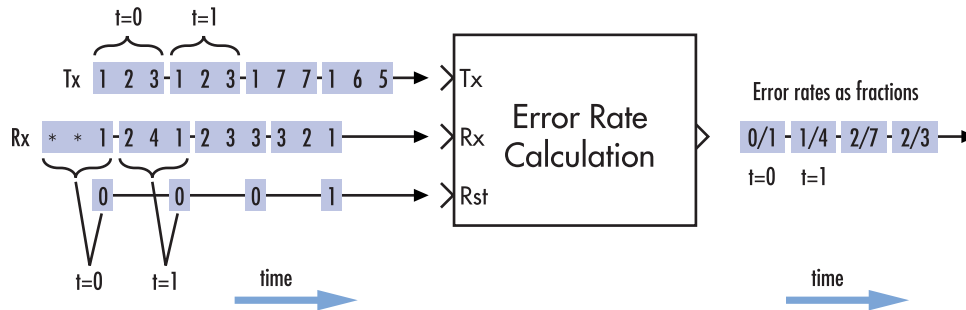 t=0 t=1
Tx 1 2 3 1 2 3 1 7 7 1 6 5 Tx
Error rates as fractions
Rx * * 1 2 4 1 2 3 3 3 2 1 Rx
Error Rate
Calculation
0/1 1/4 2/7 2/3
t=0 t=1
0 0 0 1 Rst
t=0 t=1
time
time